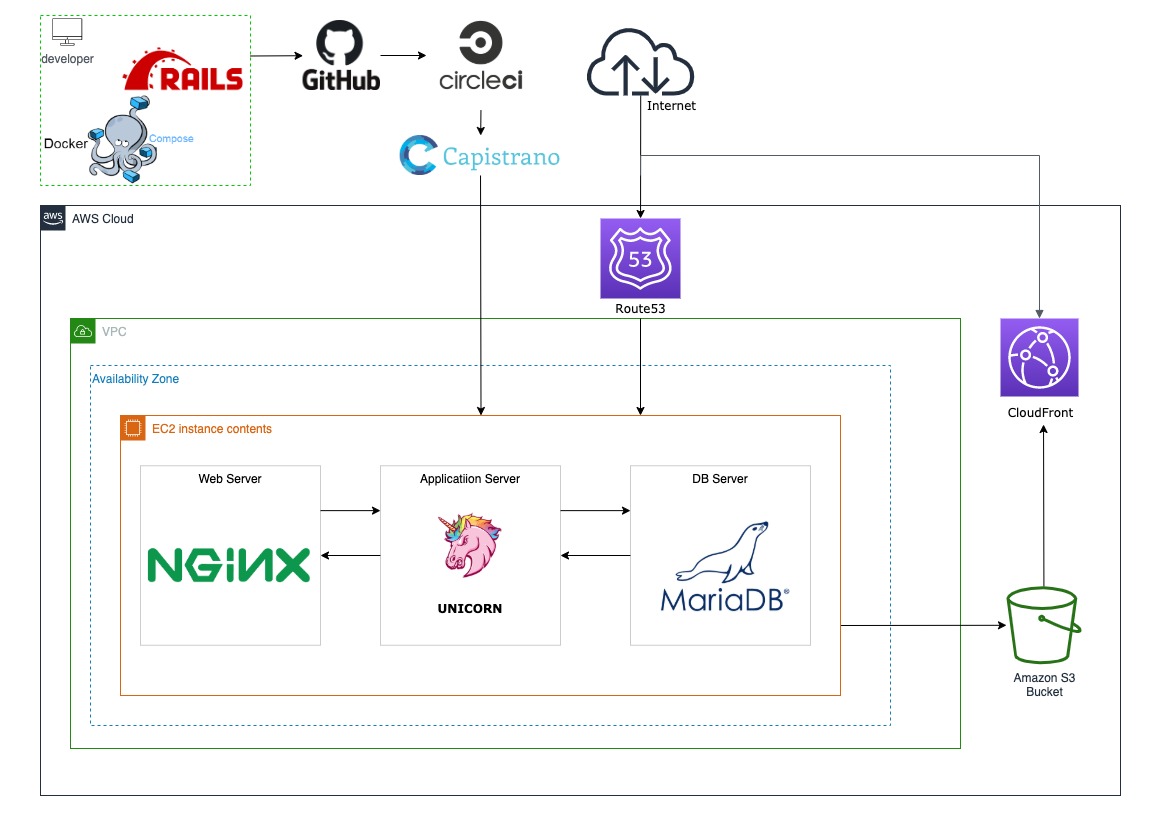 developer
RAILS
Docker
Compose
GitHub
circleci
Capistrano
Internet
aws
AWS Cloud
53
Route53
VPC
Availability Zone
CloudFront
EC2 instance contents
Web Server
NGINX
Applicatiion Server
UNICORN
DB Server
MariaDB®
Amazon S3
Bucket